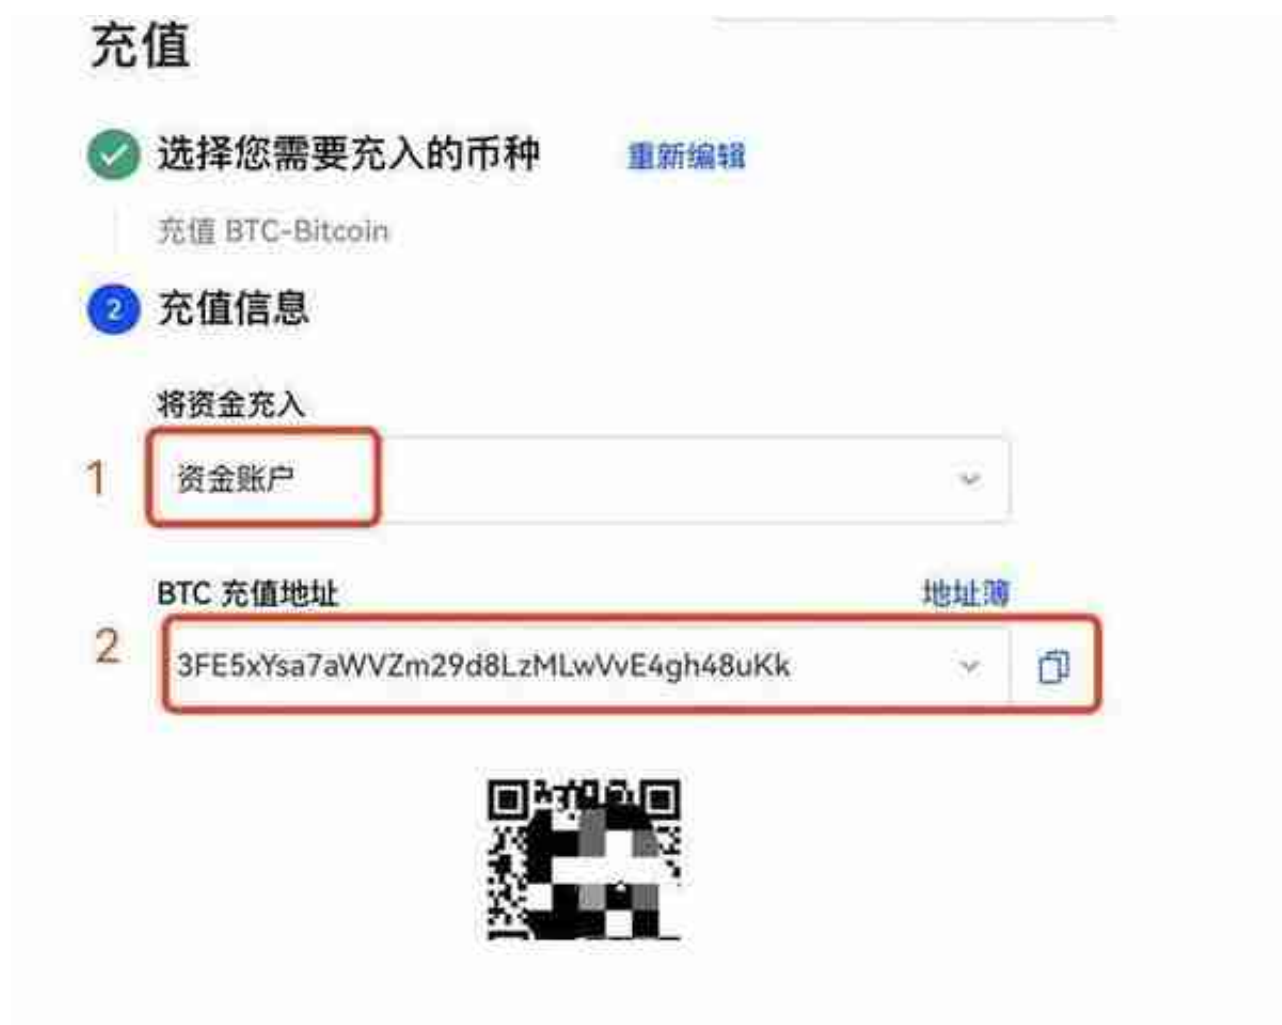 充值
选择您需要充入的币种 重新编辑
充值 BTC-Bitcoin
2 充值信息
将资金充入
1 资金账户
BTC 充值地址 地址簿
2 3FE5xYsa7aWVZm29d8LzMLwVvE4gh48uKk